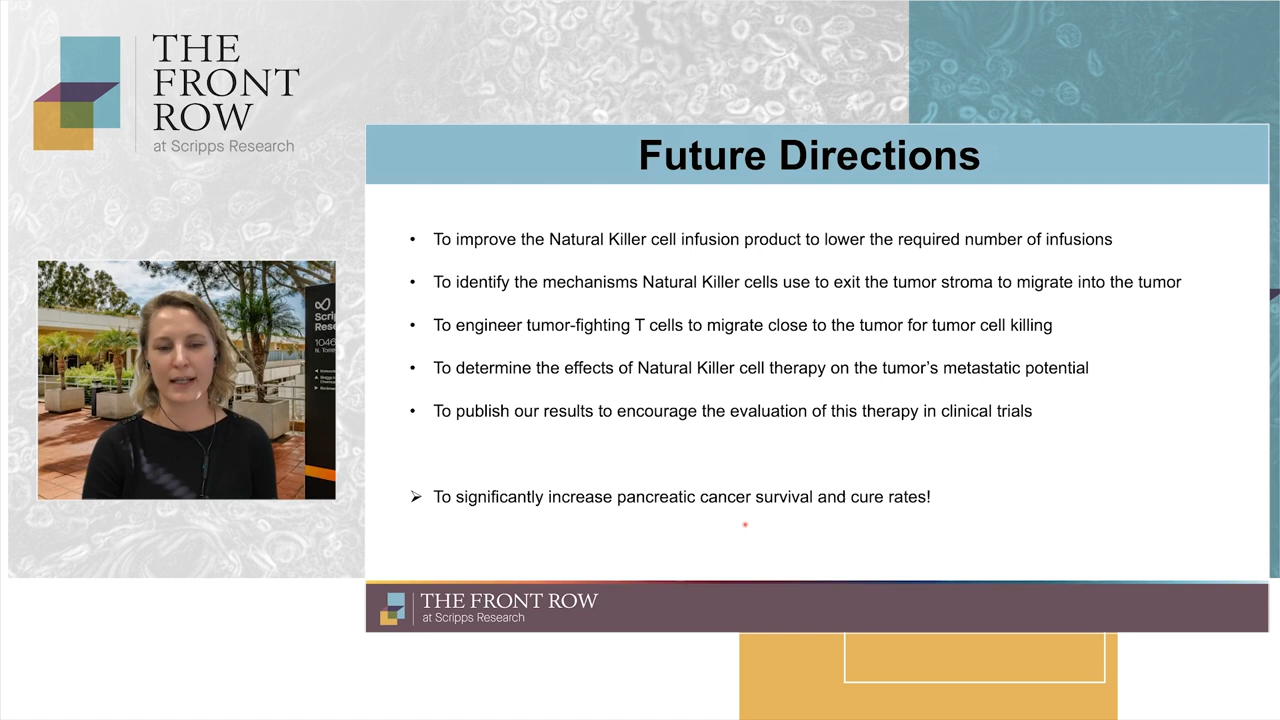 THE
FRONT
ROW
at Scripps Research
Future Directions
• To improve the Natural Killer cell infusion product to lower the required number of infusions
• To identify the mechanisms Natural Killer cells use to exit the tumor stroma to migrate into the tumor
• To engineer tumor-fighting T cells to migrate close to the tumor for tumor cell killing
• To determine the effects of Natural Killer cell therapy on the tumor's metastatic potential
• To publish our results to encourage the evaluation of this therapy in clinical trials
➢ To significantly increase pancreatic cancer survival and cure rates!
Scri
Rese
1046
N. Torre
THE FRONT ROW
at Scripps Research